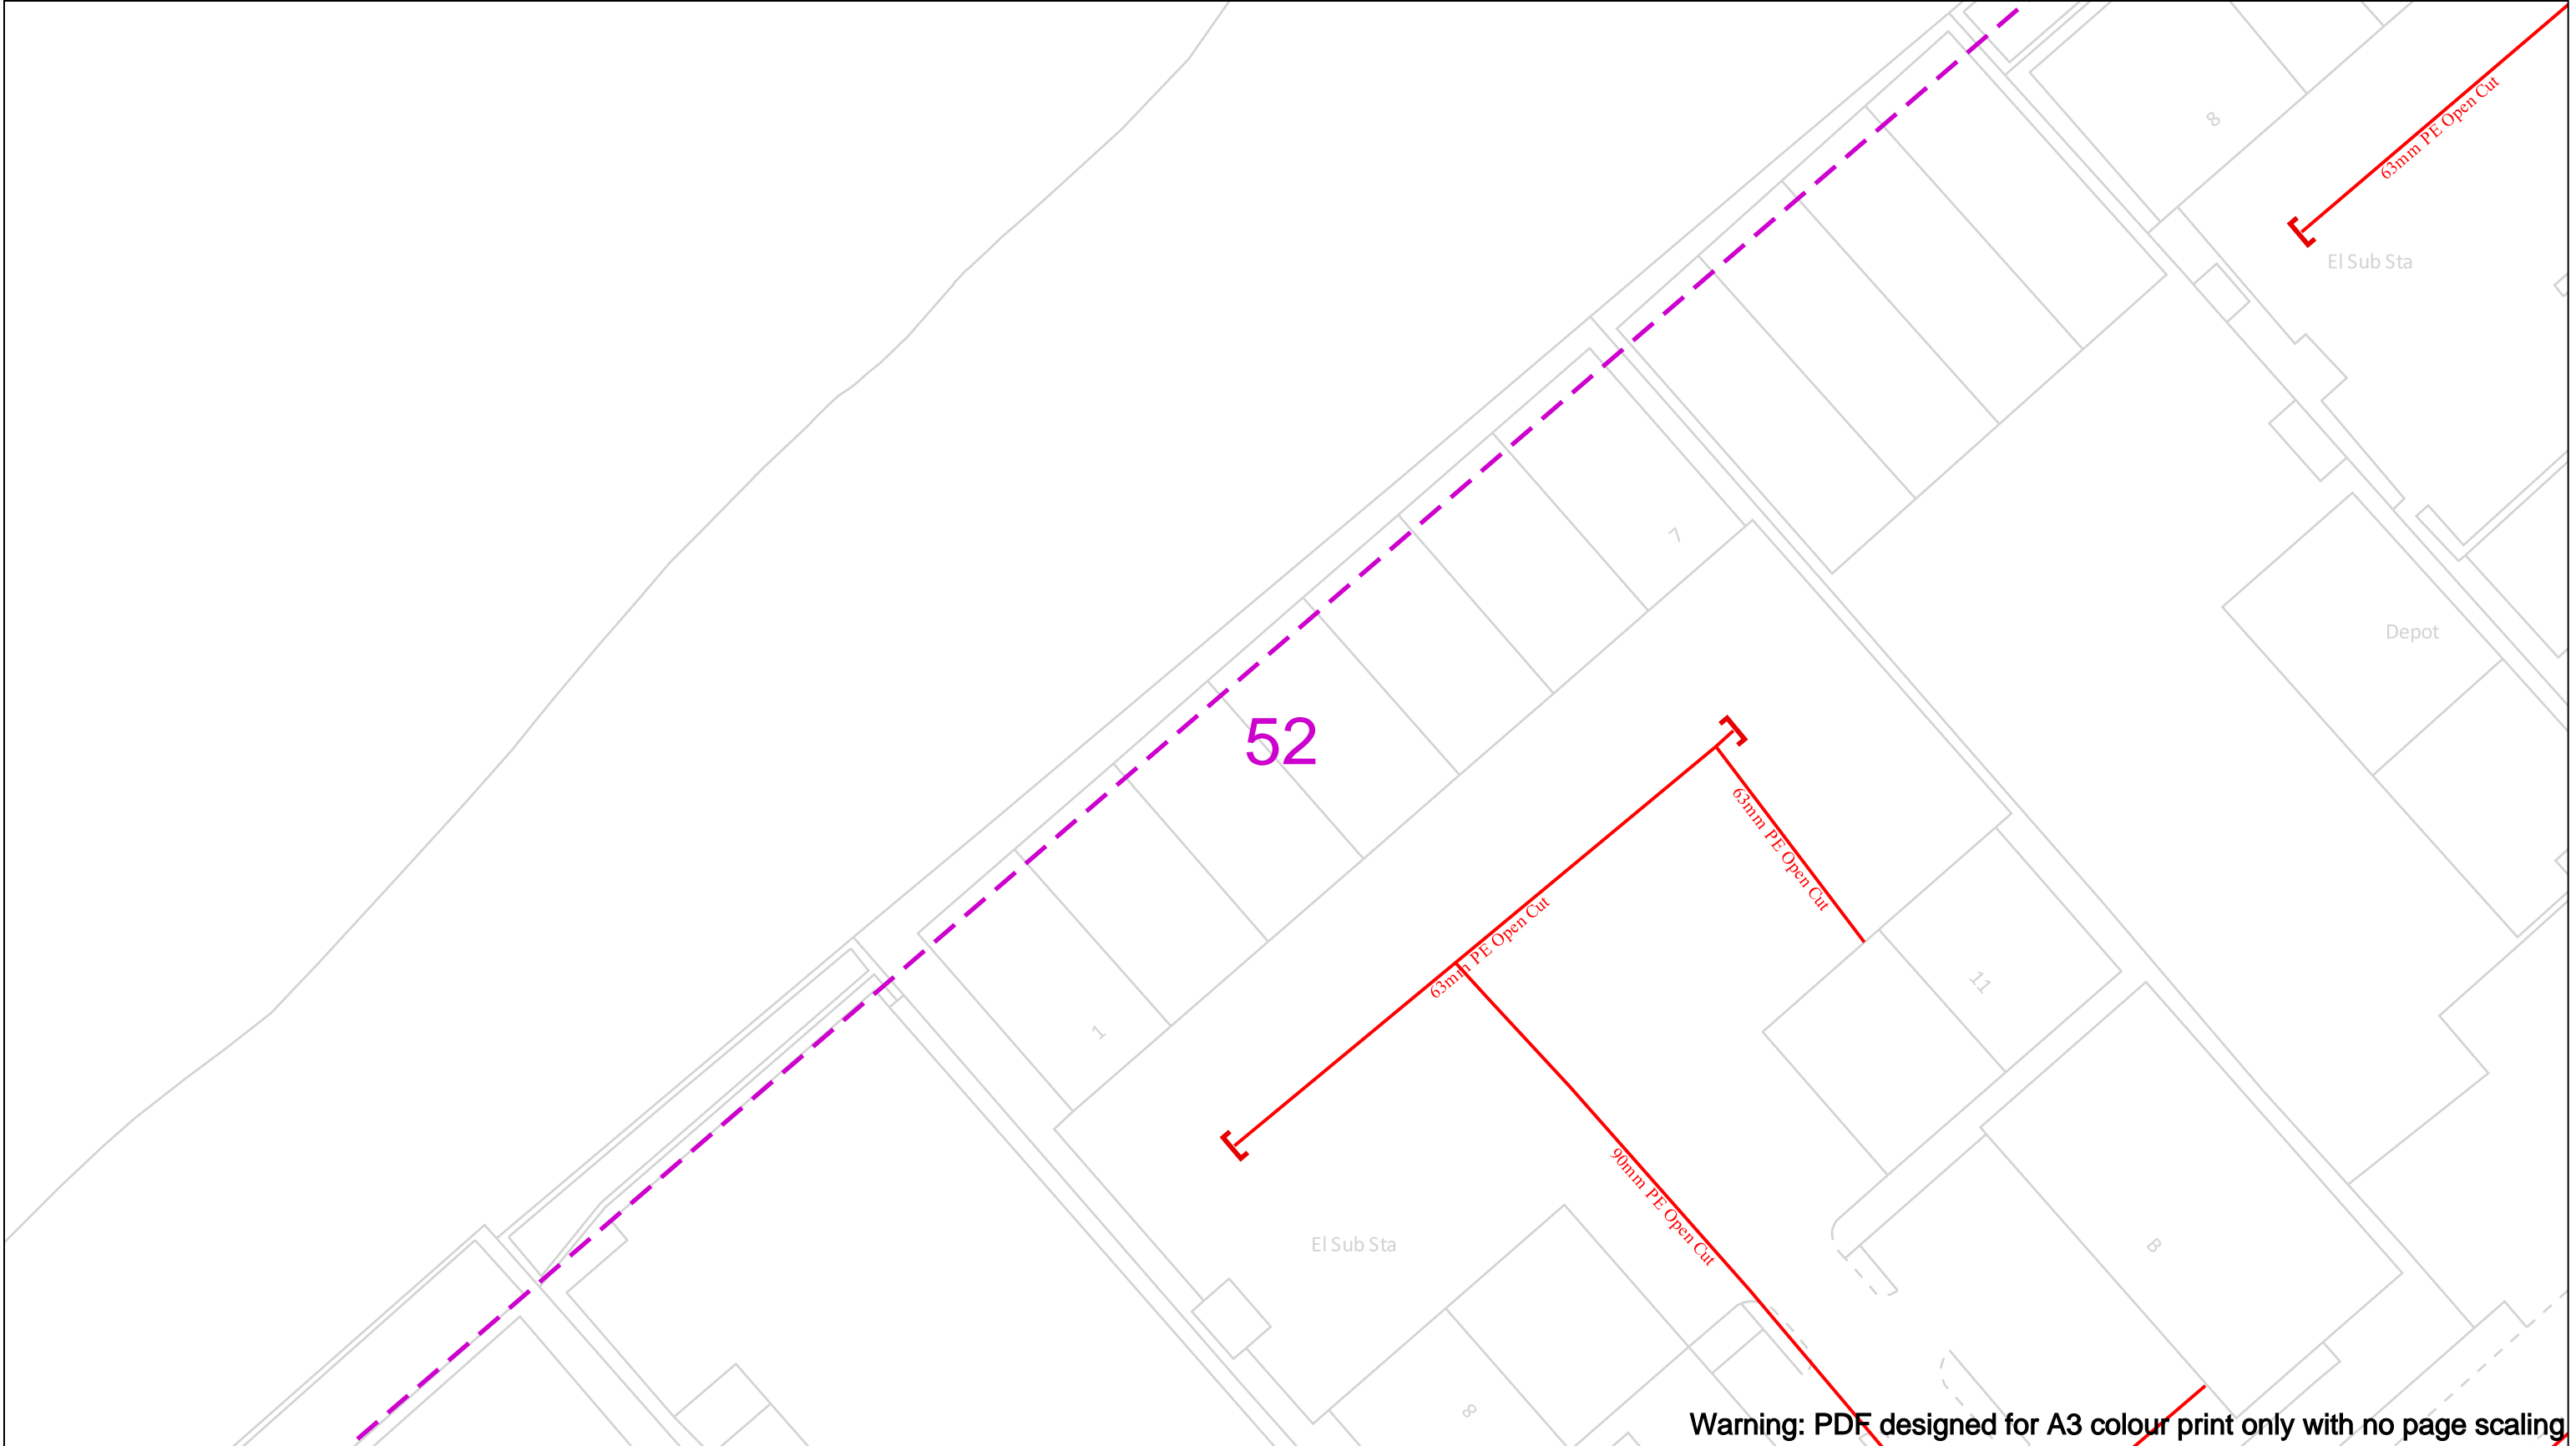 63mm PE Open Cut
8
El Sub Sta
7
Depot
52
63mm PE Open Cut
63mm PE Open Cut
11
1
90mm PE Open Cut
El Sub Sta
B
8
Warning: PDF designed for A3 colour print only with no page scaling